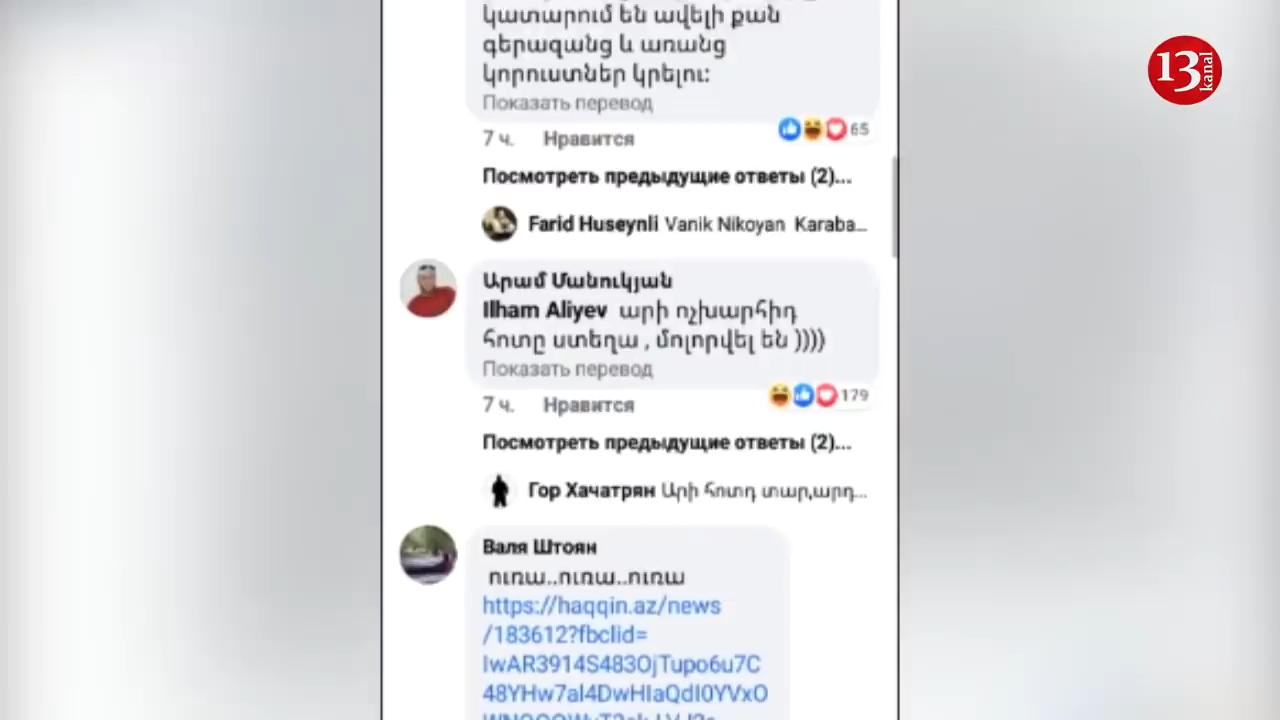 կատարում են ավելի քան
գերազանց և առանց
կորուստներ կրելու:
Показать перевод
7 ч. Нравится
65
Посмотреть предыдущие ответы (2)...
Farid Huseynli Vanik Nikoyan Karaba...
Արամ Մանուկյան
Ilham Aliyev արի ոչխարհիդ
հոտը ստեղա , մոլորվել են ))))
Показать перевод
7 ч. Нравится
179
Посмотреть предыдущие ответы (2)...
Гор Хачатрян Արի հոտդ տար,արդ...
Валя Штоян
ուռա..ուռա..ուռա
https://haqqin.az/news
/183612?fbclid=
IwAR3914S483OjTupo6u7C
48YHw7al4DwHIaQdI0YVxO
13 kanal